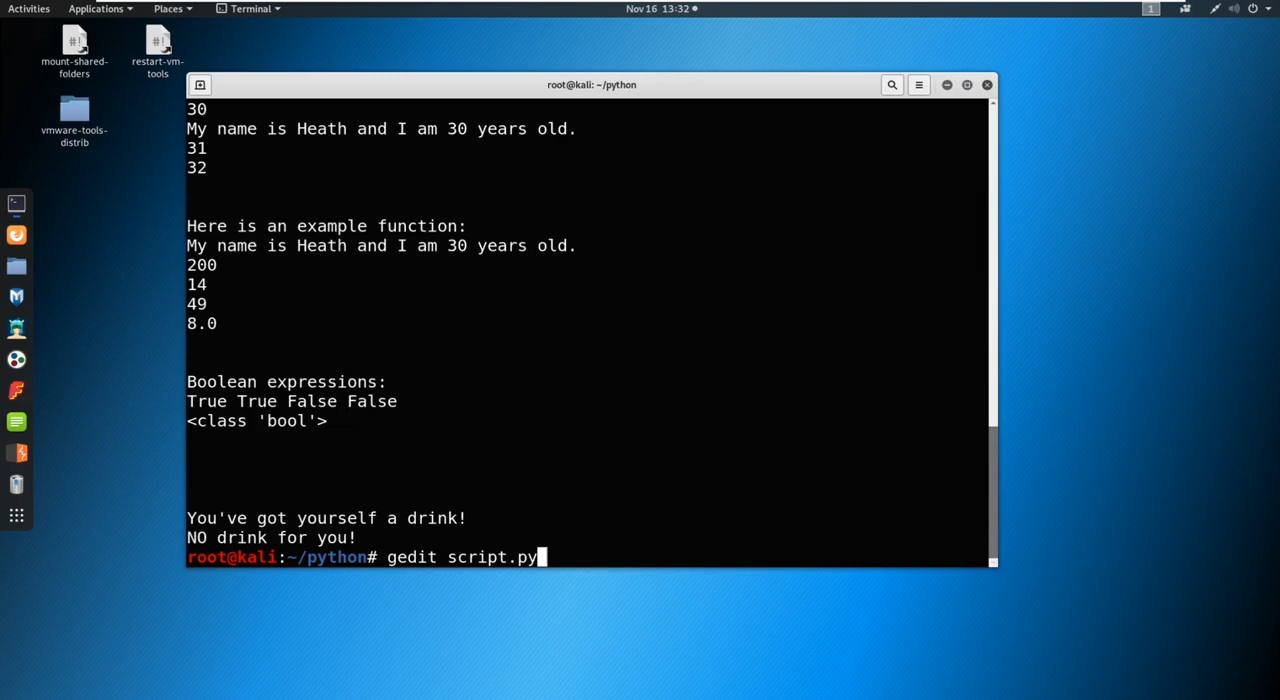 Activities Applications Places Terminal Nov 16 13:32 1
mount-shared-folders
restart-vm-tools
vmware-tools-distrib
root@kali: ~/python
30
My name is Heath and I am 30 years old.
31
32
Here is an example function:
My name is Heath and I am 30 years old.
200
14
49
8.0
Boolean expressions:
True True False False
<class 'bool'>
You've got yourself a drink!
NO drink for you!
root@kali:~/python# gedit script.py